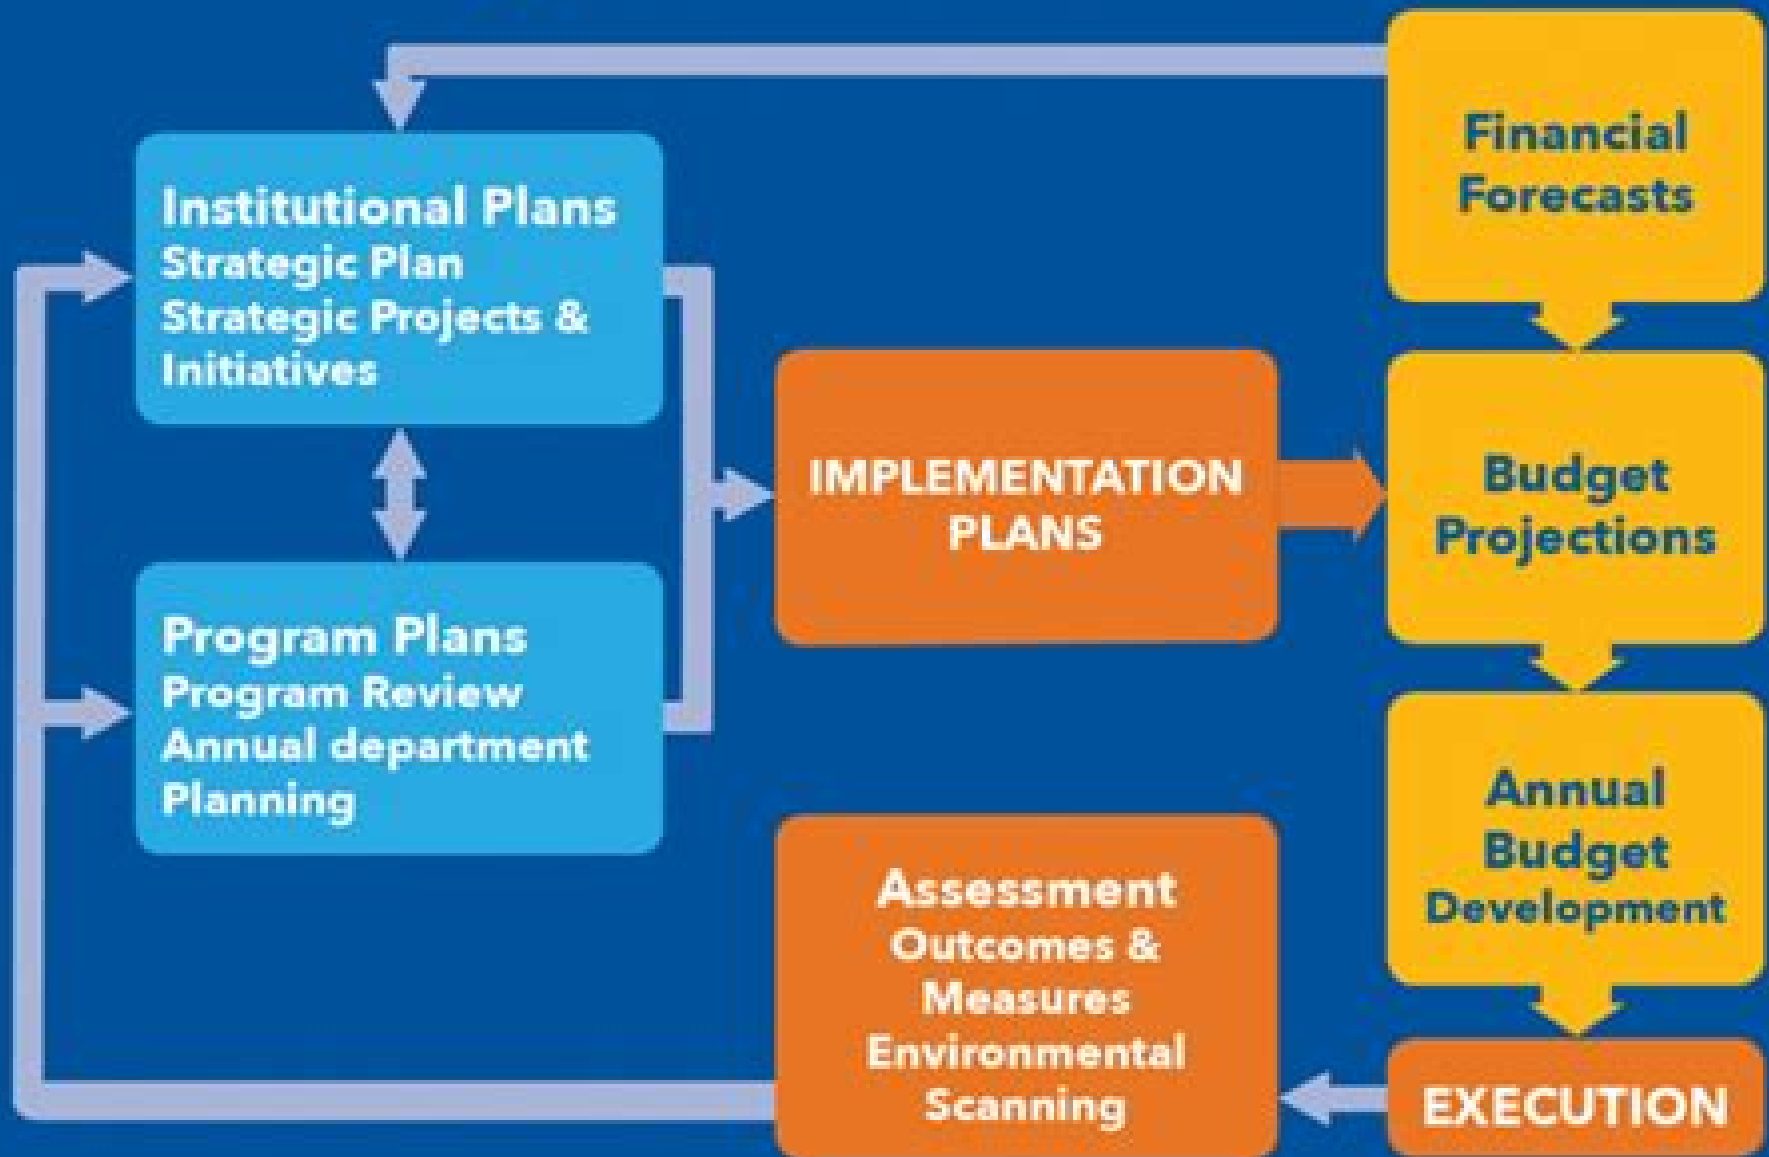 Institutional Plans
Strategic Plan
Strategic Projects &
Initiatives
Program Plans
Program Review
Annual department
Planning
IMPLEMENTATION
PLANS
Assessment
Outcomes &
Measures
Environmental
Scanning
Financial
Forecasts
Budget
Projections
Annual
Budget
Development
EXECUTION